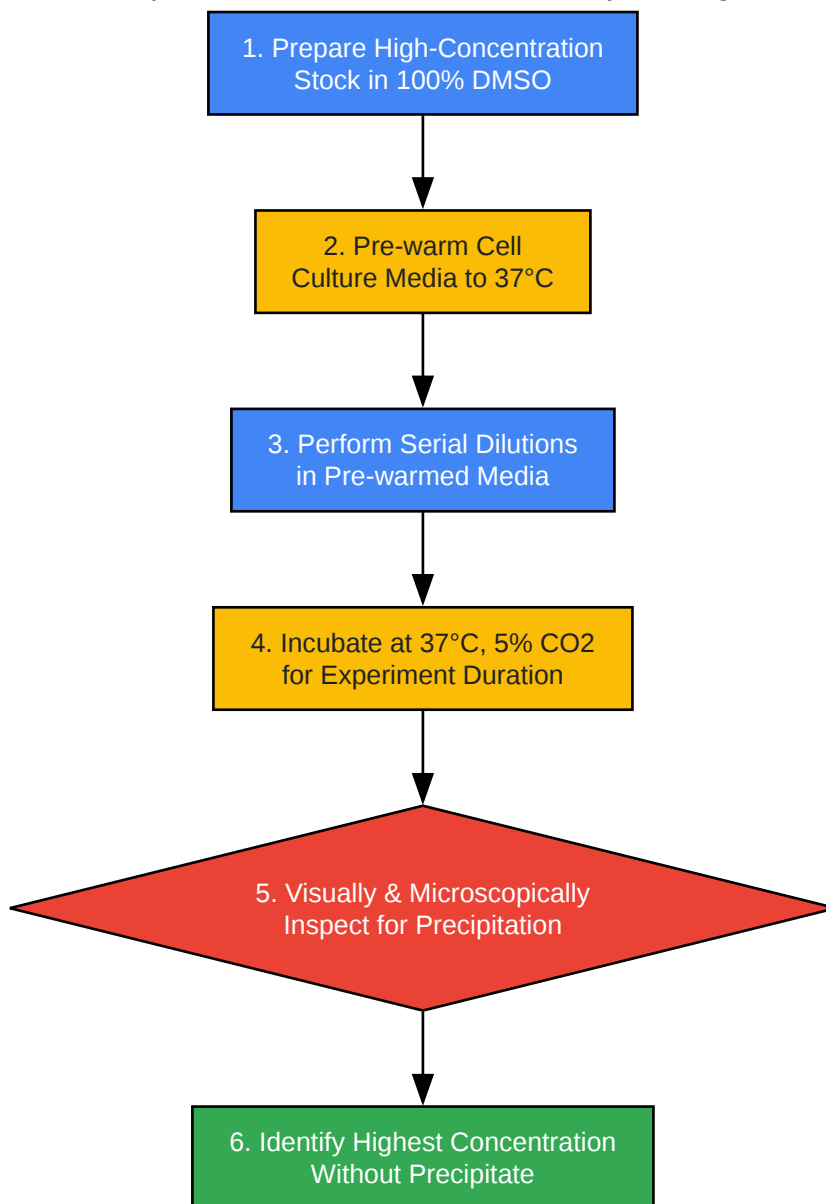 1. Prepare High-Concentration
Stock in 100% DMSO
2. Pre-warm Cell
Culture Media to 37°C
3. Perform Serial Dilutions
in Pre-warmed Media
4. Incubate at 37°C, 5% CO2
for Experiment Duration
5. Visually & Microscopically
Inspect for Precipitation
6. Identify Highest Concentration
Without Precipitate